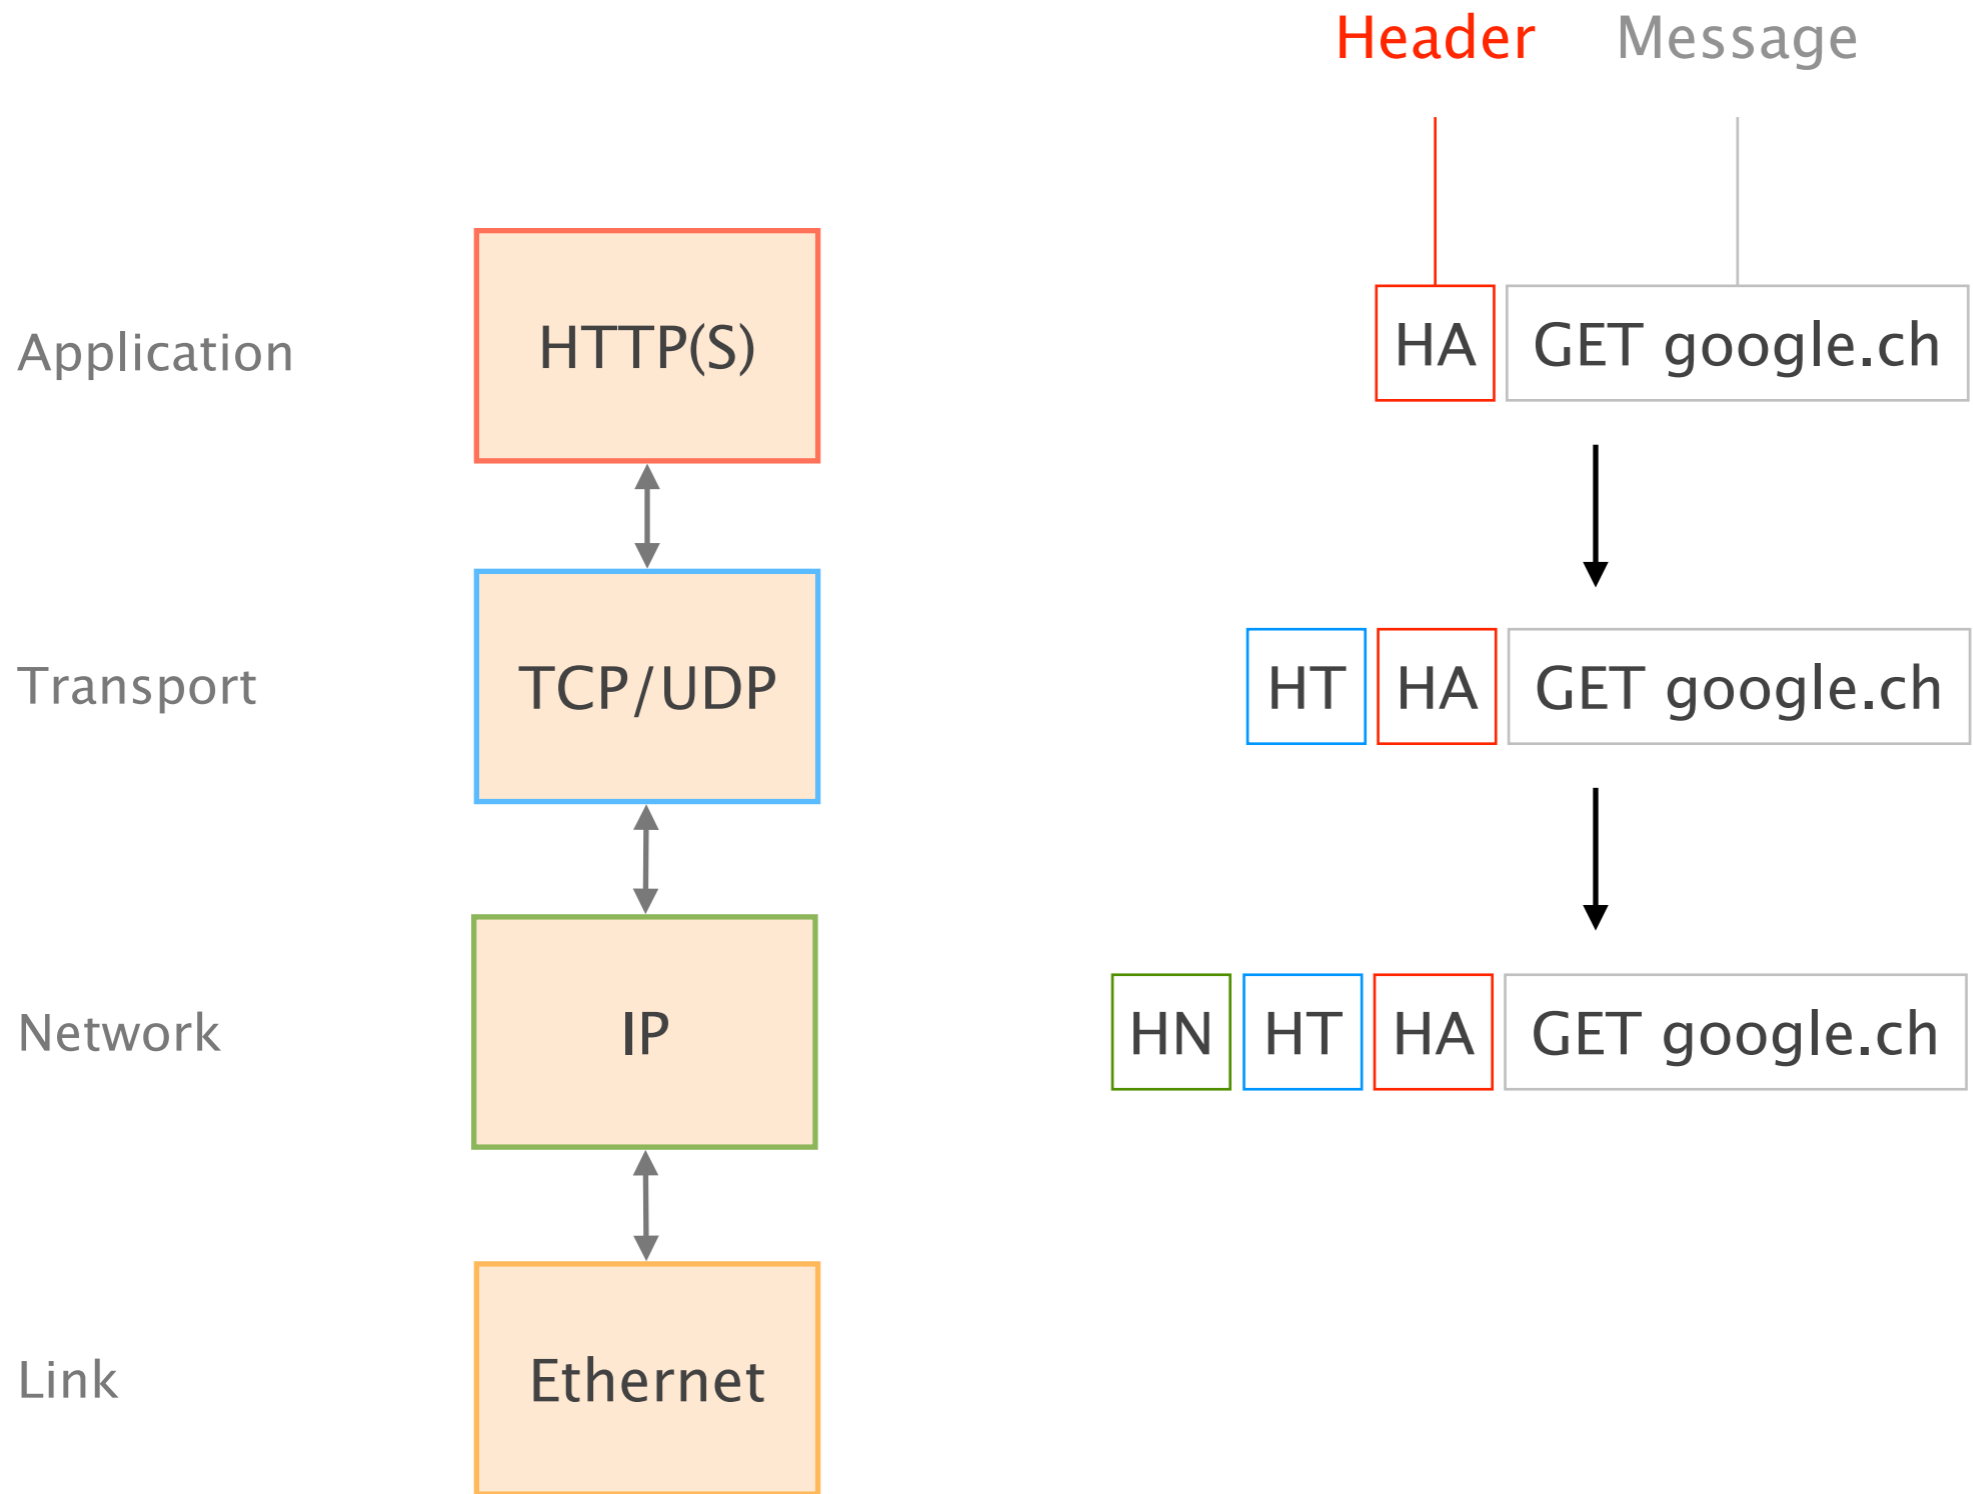 Header Message
Application HTTP(S) HA GET google.ch
Transport TCP/UDP HT HA GET google.ch
Network IP HN HT HA GET google.ch
Link Ethernet